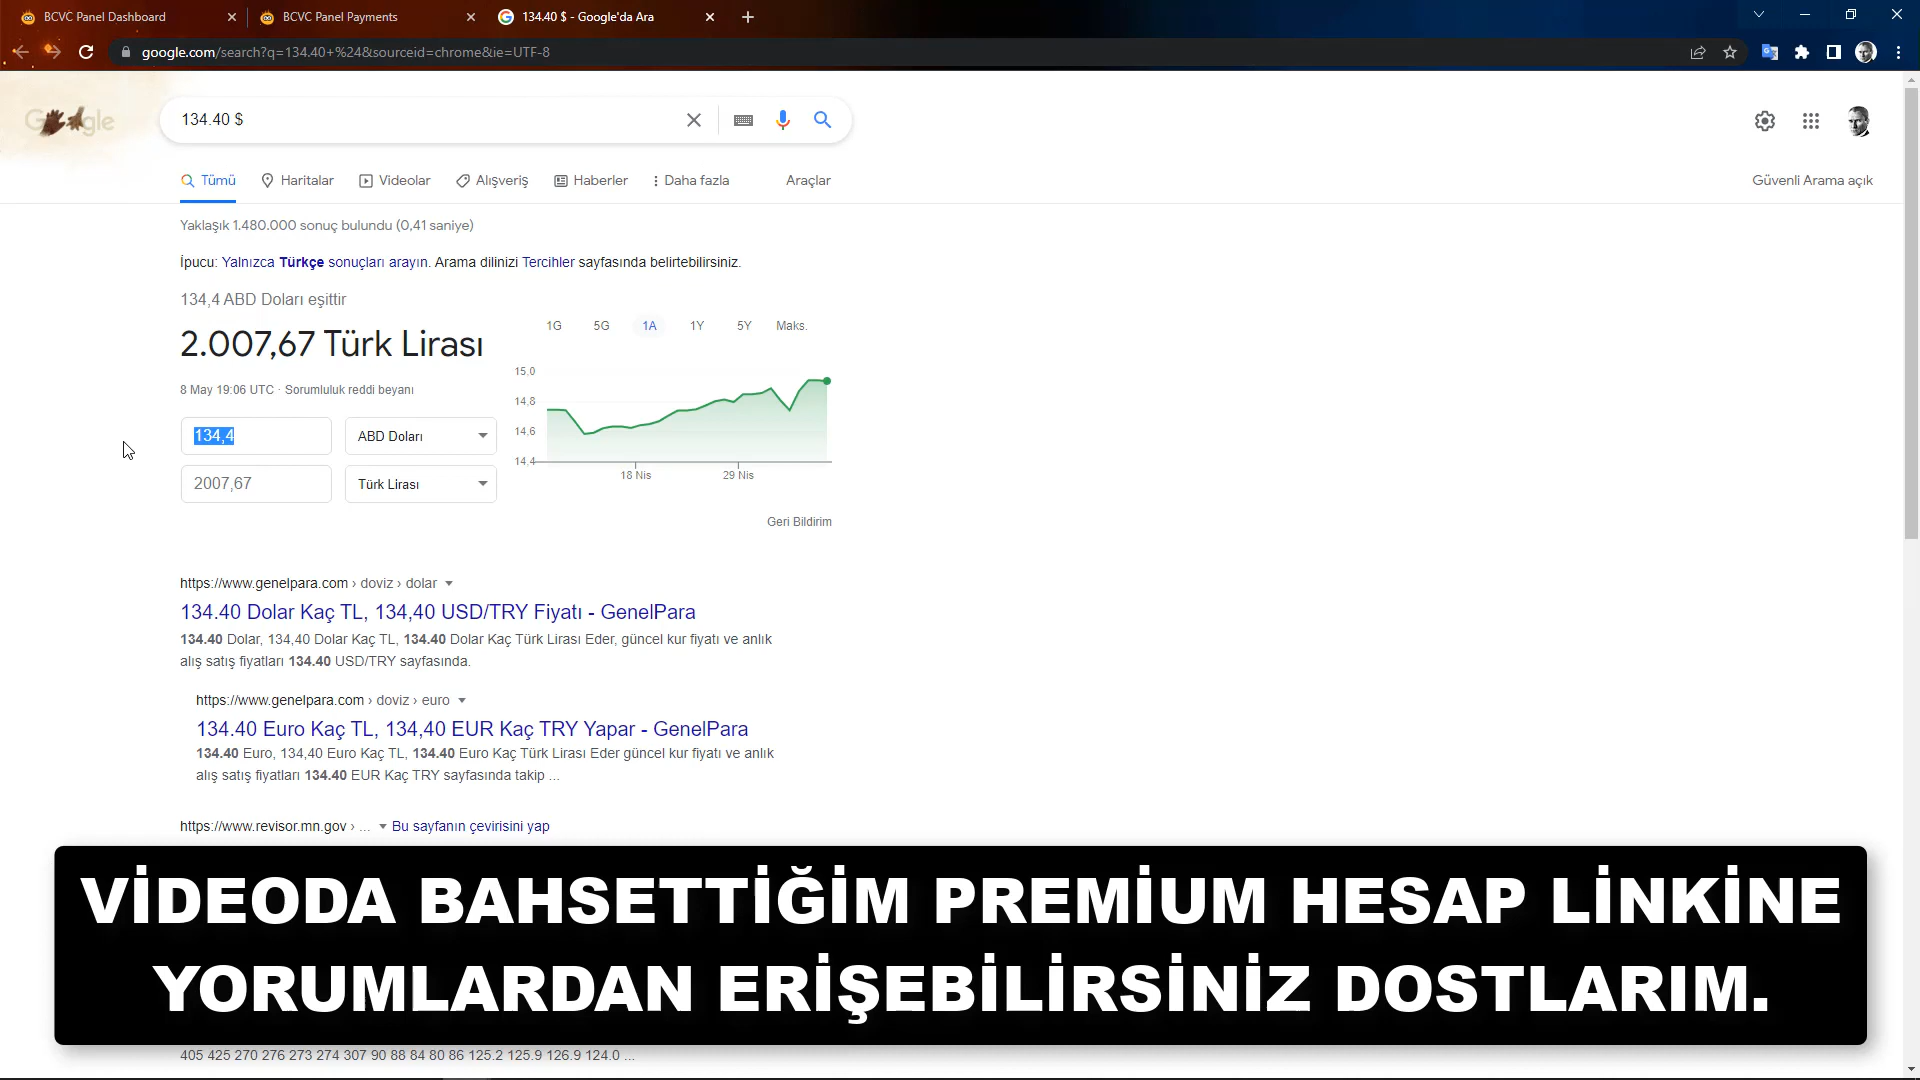 BCVC Panel Dashboard
BCVC Panel Payments
134.40 $ - Google'da Ara
google.com/search?q=134.40+%24&sourceid=chrome&ie=UTF-8
134.40 $
Tümü
Haritalar
Videolar
Alışveriş
Haberler
Daha fazla
Araçlar
Güvenli Arama açık
Yaklaşık 1.480.000 sonuç bulundu (0,41 saniye)
İpucu: Yalnızca Türkçe sonuçları arayın. Arama dilinizi Tercihler sayfasında belirtebilirsiniz.
134,4 ABD Doları eşittir
2.007,67 Türk Lirası
8 May 19:06 UTC · Sorumluluk reddi beyanı
134,4
ABD Doları
2007,67
Türk Lirası
1G 5G 1A 1Y 5Y Maks.
15.0
14.8
14.6
14.4
18 Nis 29 Nis
Geri Bildirim
https://www.genelpara.com › doviz › dolar
134.40 Dolar Kaç TL, 134,40 USD/TRY Fiyatı - GenelPara
134.40 Dolar, 134,40 Dolar Kaç TL, 134.40 Dolar Kaç Türk Lirası Eder, güncel kur fiyatı ve anlık
alış satış fiyatları 134.40 USD/TRY sayfasında.
https://www.genelpara.com › doviz › euro
134.40 Euro Kaç TL, 134,40 EUR Kaç TRY Yapar - GenelPara
134.40 Euro, 134,40 Euro Kaç TL, 134.40 Euro Kaç Türk Lirası Eder güncel kur fiyatı ve anlık
alış satış fiyatları 134.40 EUR Kaç TRY sayfasında takip ...
https://www.revisor.mn.gov › ... Bu sayfanın çevirisini yap
VİDEODA BAHSETTİĞİM PREMİUM HESAP LİNKİNE
YORUMLARDAN ERİŞEBİLİRSİNİZ DOSTLARIM.
405 425 270 276 273 274 307 90 88 84 80 86 125.2 125.9 126.9 124.0 ...